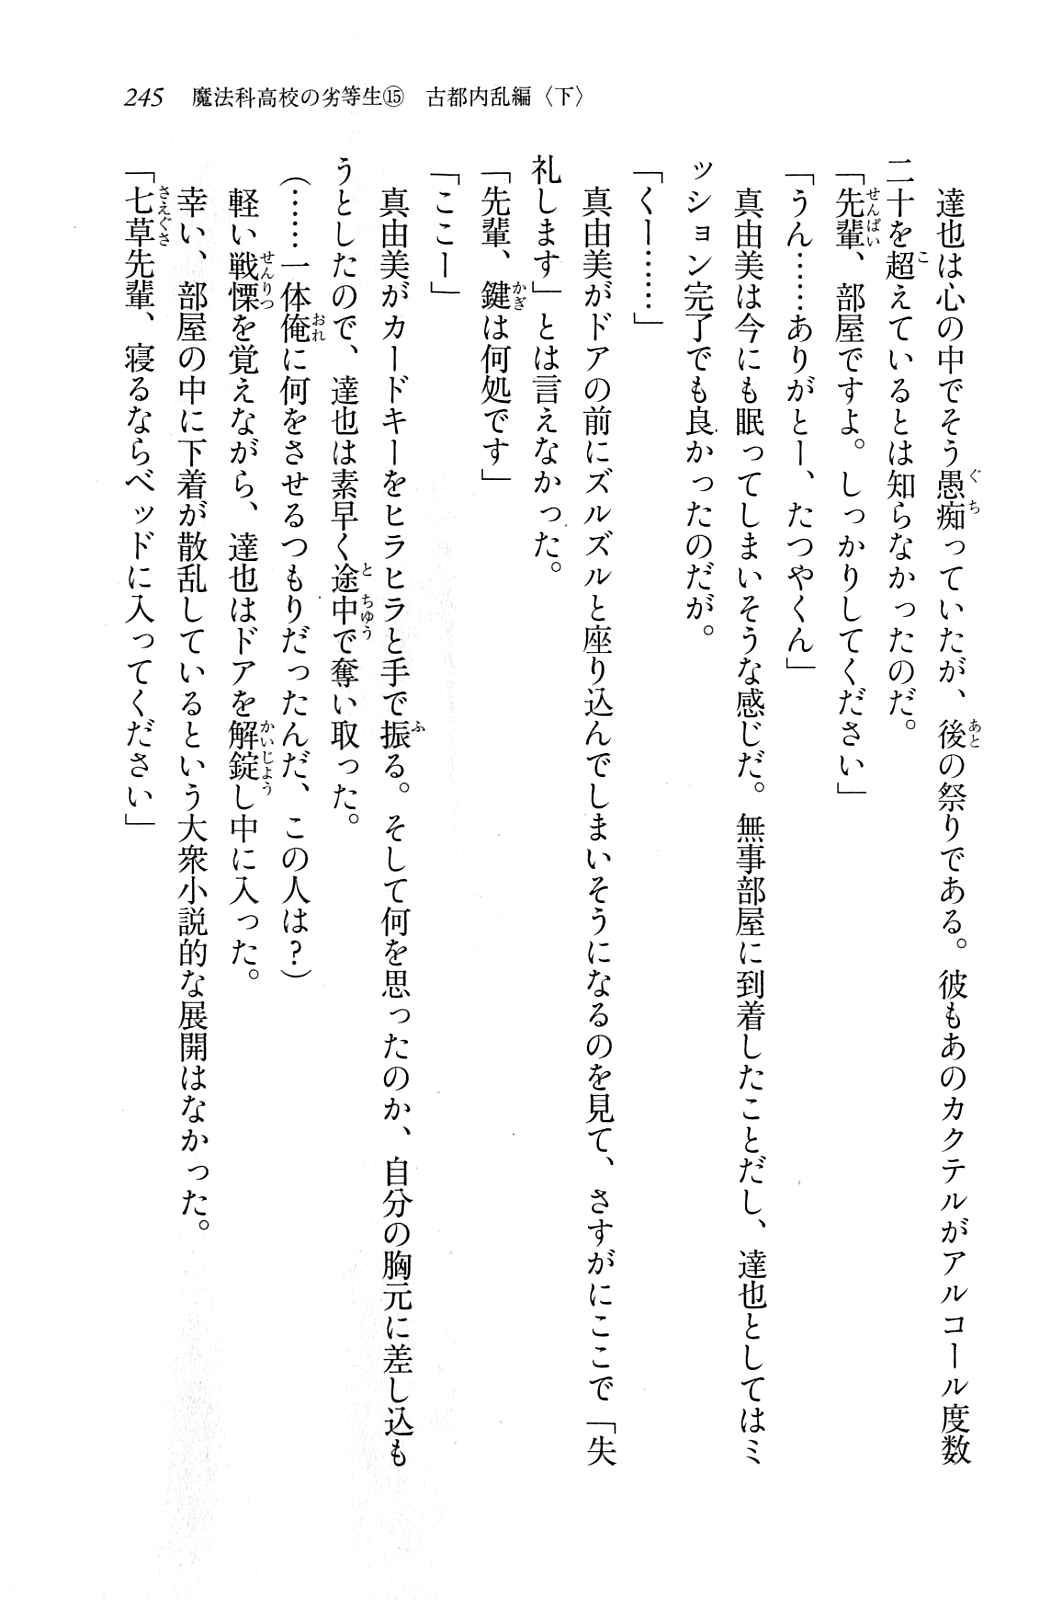 245 魔法科高校の劣等生⑮ 古都内乱編〈下〉
達也は心の中でそう愚痴っていたが、後の祭りである。彼もあのカクテルがアルコール度数
二十を超えているとは知らなかったのだ。
「先輩、部屋ですよ。しっかりしてください」
「うん……ありがとー、たつやくん」
真由美は今にも眠ってしまいそうな感じだ。無事部屋に到着したことだし、達也としてはミ
ッション完了でも良かったのだが。
「くー……」
真由美がドアの前にズルズルと座り込んでしまいそうになるのを見て、さすがにここで「失
礼します」とは言えなかった。
「先輩、鍵は何処です」
「ここー」
真由美がカードキーをヒラヒラと手で振る。そして何を思ったのか、自分の胸元に差し込も
うとしたので、達也は素早く途中で奪い取った。
（……一体俺に何をさせるつもりだったんだ、この人は？）
軽い戦慄を覚えながら、達也はドアを解錠し中に入った。
幸い、部屋の中に下着が散乱しているという大衆小説的な展開はなかった。
「七草先輩、寝るならベッドに入ってください」